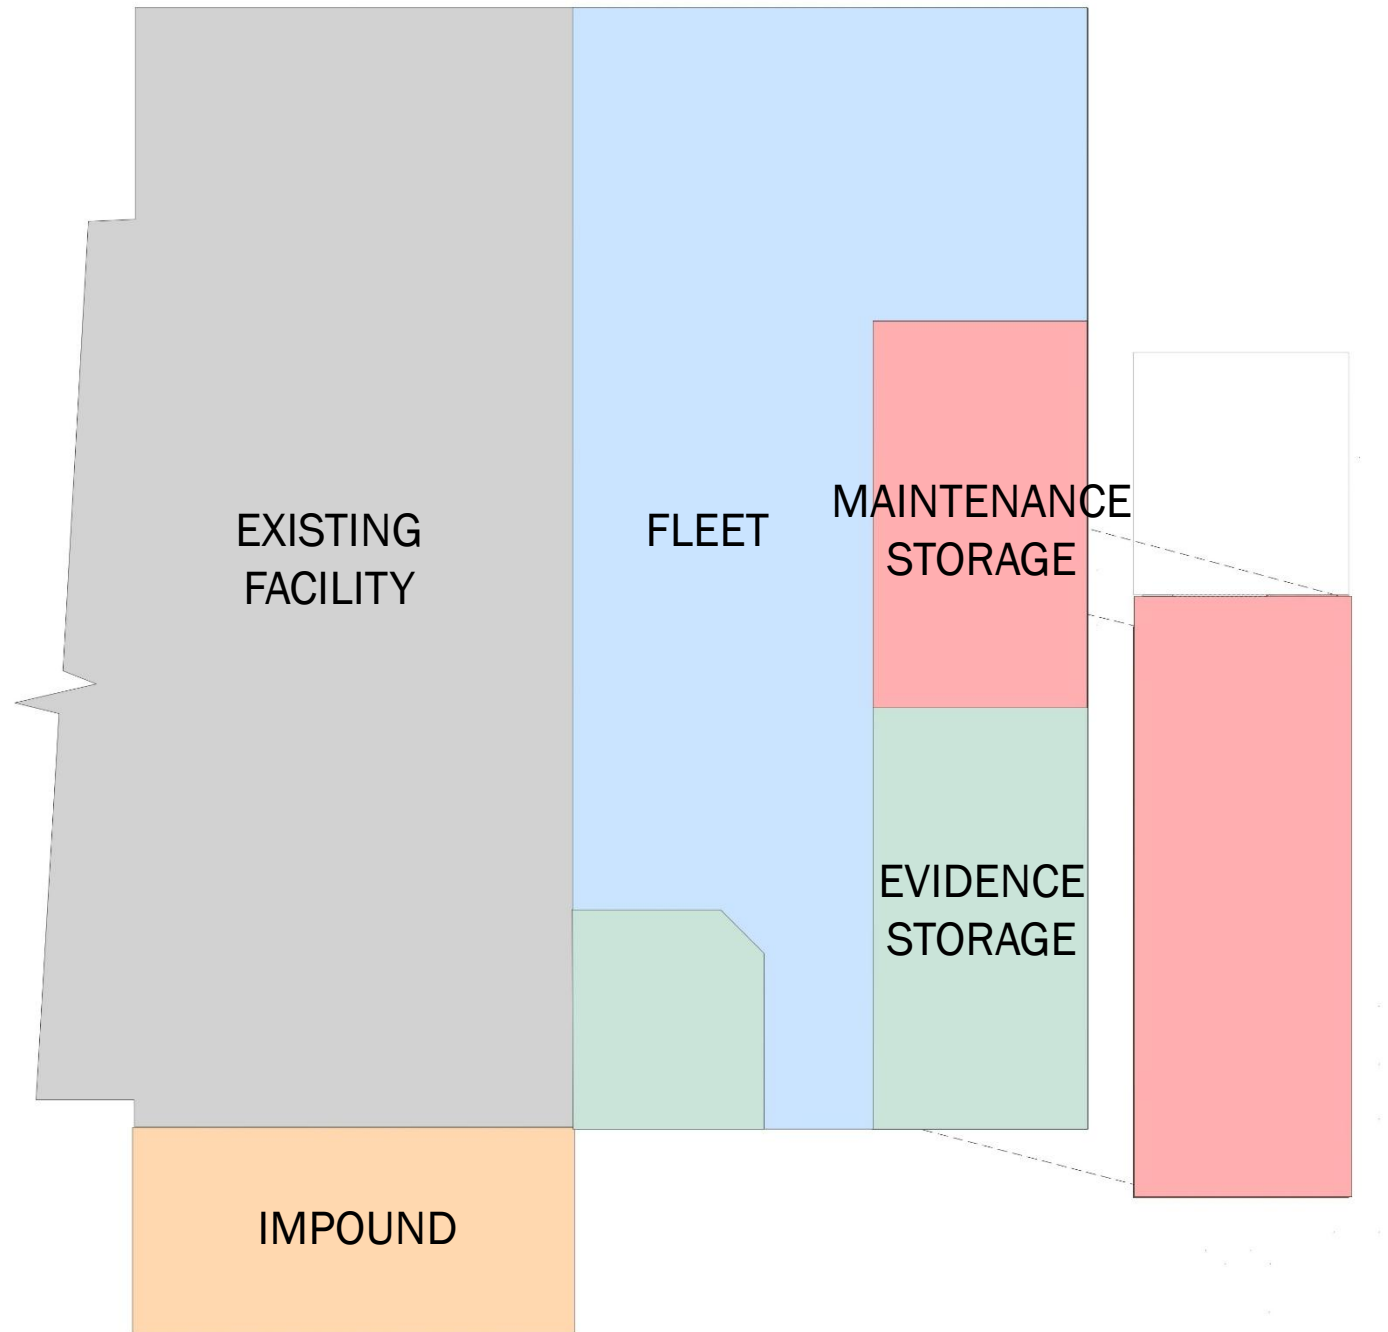 EXISTING
FACILITY
FLEET
MAINTENANCE
STORAGE
EVIDENCE
STORAGE
IMPOUND